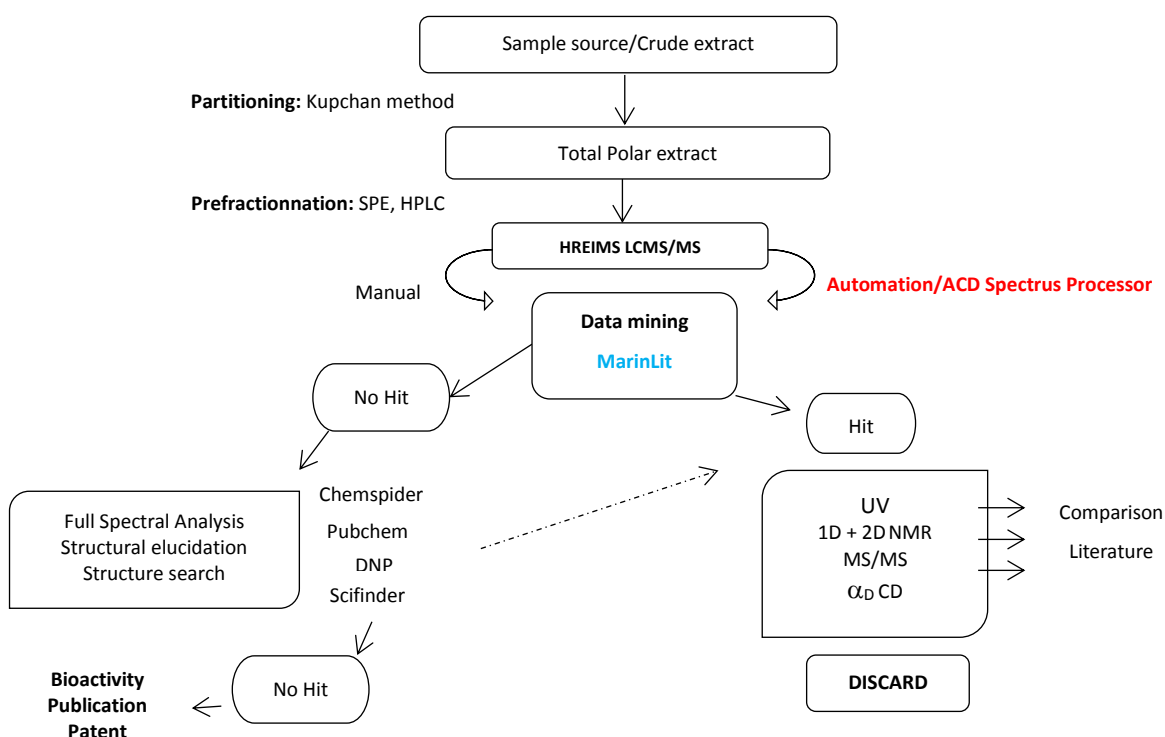 Sample source/Crude extract
Partitioning: Kupchan method
Total Polar extract
Prefractionnation: SPE, HPLC
HREIMS LCMS/MS
Manual
Automation/ACD Spectrus Processor
Data mining
MarinLit
No Hit
Hit
Full Spectral Analysis
Structural elucidation
Structure search
Chemspider
Pubchem
DNP
Scifinder
UV
1D + 2D NMR
MS/MS
αD CD
Comparison
Literature
No Hit
Bioactivity
Publication
Patent
DISCARD